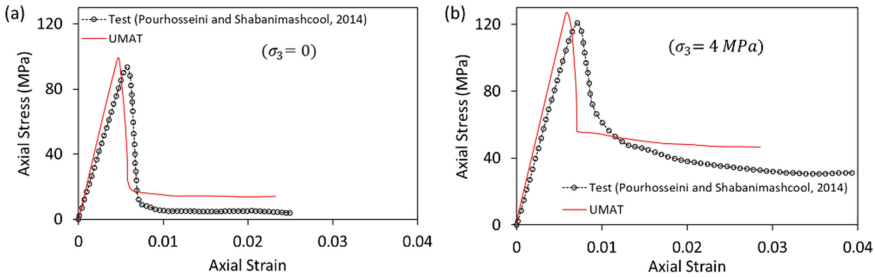 (a)
Axial Stress (MPa)
120
80
40
0
Test (Pourhosseini and Shabanimashcool, 2014)
UMAT
(σ3 = 0)
0 0.01 0.02 0.03 0.04
Axial Strain
(b)
Axial Stress (MPa)
160
120
80
40
0
(σ3 = 4 MPa)
Test (Pourhosseini and Shabanimashcool, 2014)
UMAT
0 0.01 0.02 0.03 0.04
Axial Strain